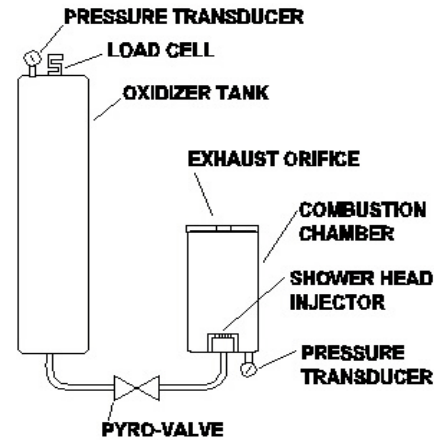 PRESSURE TRANSDUCER
LOAD CELL
OXIDIZER TANK
EXHAUST ORIFICE
COMBUSTION
CHAMBER
SHOWER HEAD
INJECTOR
PRESSURE
TRANSDUCER
PYRO-VALVE